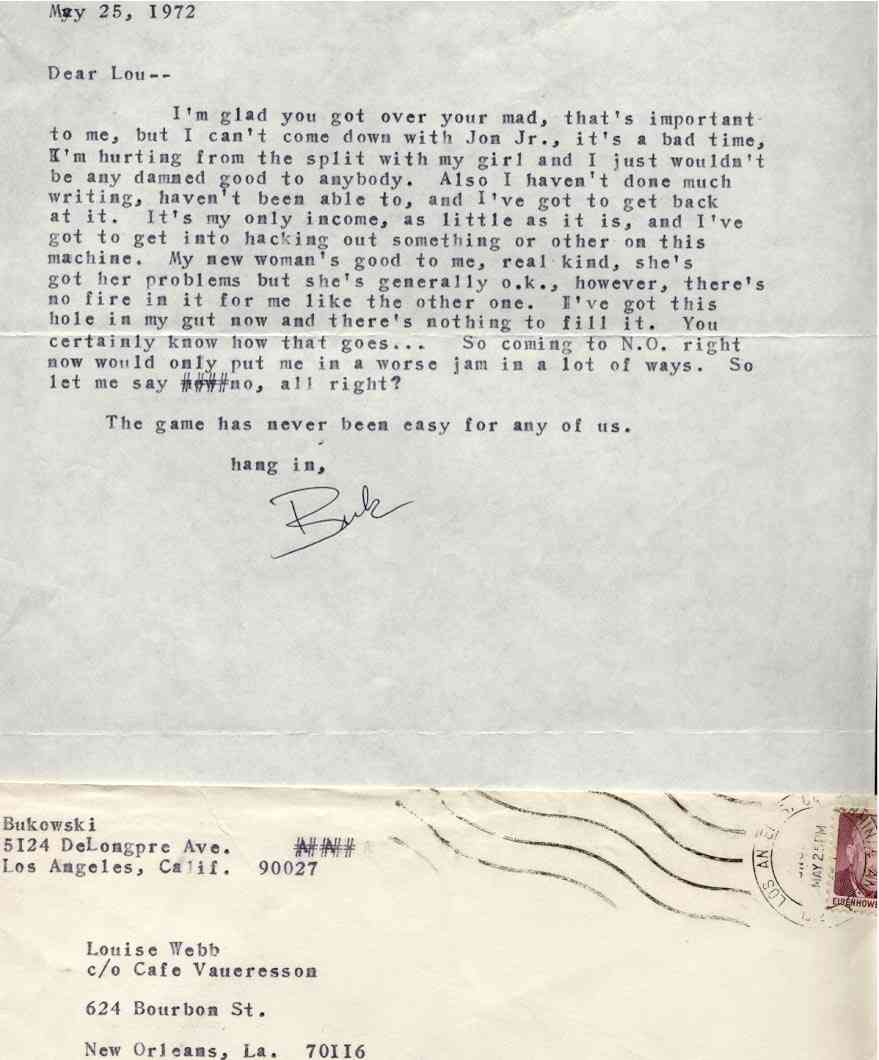 May 25, I972
Dear Lou--
I'm glad you got over your mad, that's important
to me, but I can't come down with Jon Jr., it's a bad time,
I'm hurting from the split with my girl and I just wouldn't
be any damned good to anybody. Also I haven't done much
writing, haven't been able to, and I've got to get back
at it. It's my only income, as little as it is, and I've
got to get into hacking out something or other on this
machine. My new woman's good to me, real kind, she's
got her problems but she's generally o.k., however, there's
no fire in it for me like the other one. I've got this
hole in my gut now and there's nothing to fill it. You
certainly know how that goes... So coming to N.O. right
now would only put me in a worse jam in a lot of ways. So
let me say no, all right?
The game has never been easy for any of us.
hang in,
Buk
Bukowski
5I24 DeLongpre Ave.
Los Angeles, Calif. 90027
LOS AN
MAY 25
PM
EISENHOWE
Louise Webb
c/o Cafe Vaueresson
624 Bourbon St.
New Orleans, La. 70II6